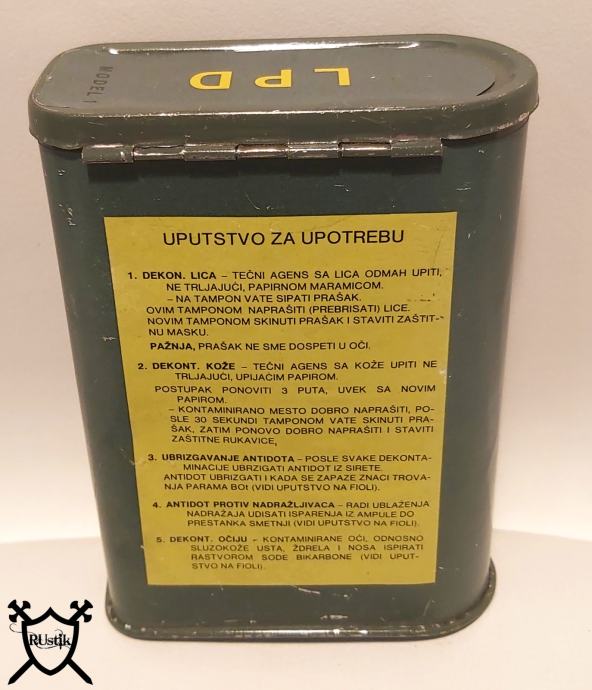 LPD
MODEL 1
UPUTSTVO ZA UPOTREBU
1. DEKON. LICA – TEČNI AGENS SA LICA ODMAH UPITI,
NE TRLJAJUĆI, PAPIRNOM MARAMICOM.
– NA TAMPON VATE SIPATI PRAŠAK.
OVIM TAMPONOM NAPRAŠITI (PREBRISATI) LICE.
NOVIM TAMPONOM SKINUTI PRAŠAK I STAVITI ZAŠTIT-
NU MASKU.
PAŽNJA, PRAŠAK NE SME DOSPETI U OČI.
2. DEKONT. KOŽE – TEČNI AGENS SA KOŽE UPITI NE
TRLJAJUĆI, UPIJAĆIM PAPIROM.
POSTUPAK PONOVITI 3 PUTA, UVEK SA NOVIM
PAPIROM.
– KONTAMINIRANO MESTO DOBRO NAPRAŠITI, PO-
SLE 30 SEKUNDI TAMPONOM VATE SKINUTI PRA-
ŠAK, ZATIM PONOVO DOBRO NAPRAŠITI I STAVITI
ZAŠTITNE RUKAVICE,
3. UBRIZGAVANJE ANTIDOTA – POSLE SVAKE DEKONTA-
MINACIJE UBRZIGATI ANTIDOT IZ SIRETE.
ANTIDOT UBRIZGATI I KADA SE ZAPAZE ZNACI TROVA-
NJA PARAMA BOt (VIDI UPUTSTVO NA FIOLI).
4. ANTIDOT PROTIV NADRAŽLJIVACA – RADI UBLAŽENJA
NADRAŽAJA UDISATI ISPARENJA IZ AMPULE DO
PRESTANKA SMETNJI (VIDI UPUTSTVO NA FIOLI).
5. DEKONT. OČIJU – KONTAMINIRANE OČI, ODNOSNO
SLUZOKOŽE USTA, ŽDRELA I NOSA ISPIRATI
RASTVOROM SODE BIKARBONE (VIDI UPUT-
STVO NA FIOLI).
RUstik